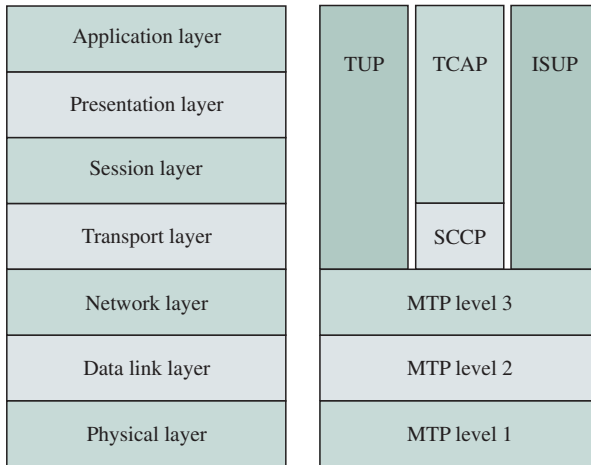 Application layer
Presentation layer
Session layer
Transport layer
Network layer
Data link layer
Physical layer
TUP
TCAP
ISUP
SCCP
MTP level 3
MTP level 2
MTP level 1